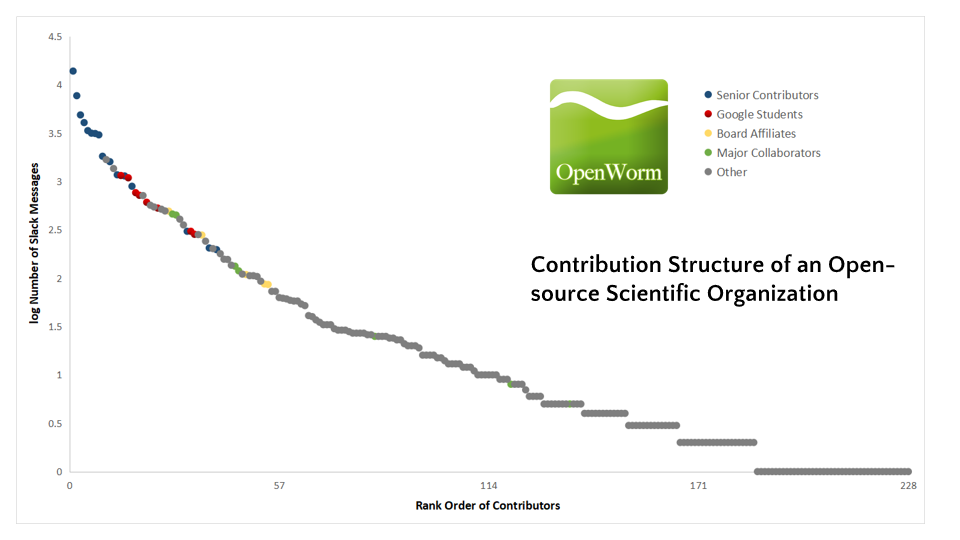 4.5
4
3.5
3
2.5
2
1.5
1
0.5
0
log Number of Slack Messages
0
57
114
171
228
Rank Order of Contributors
OpenWorm
Senior Contributors
Google Students
Board Affiliates
Major Collaborators
Other
Contribution Structure of an Open-
source Scientific Organization